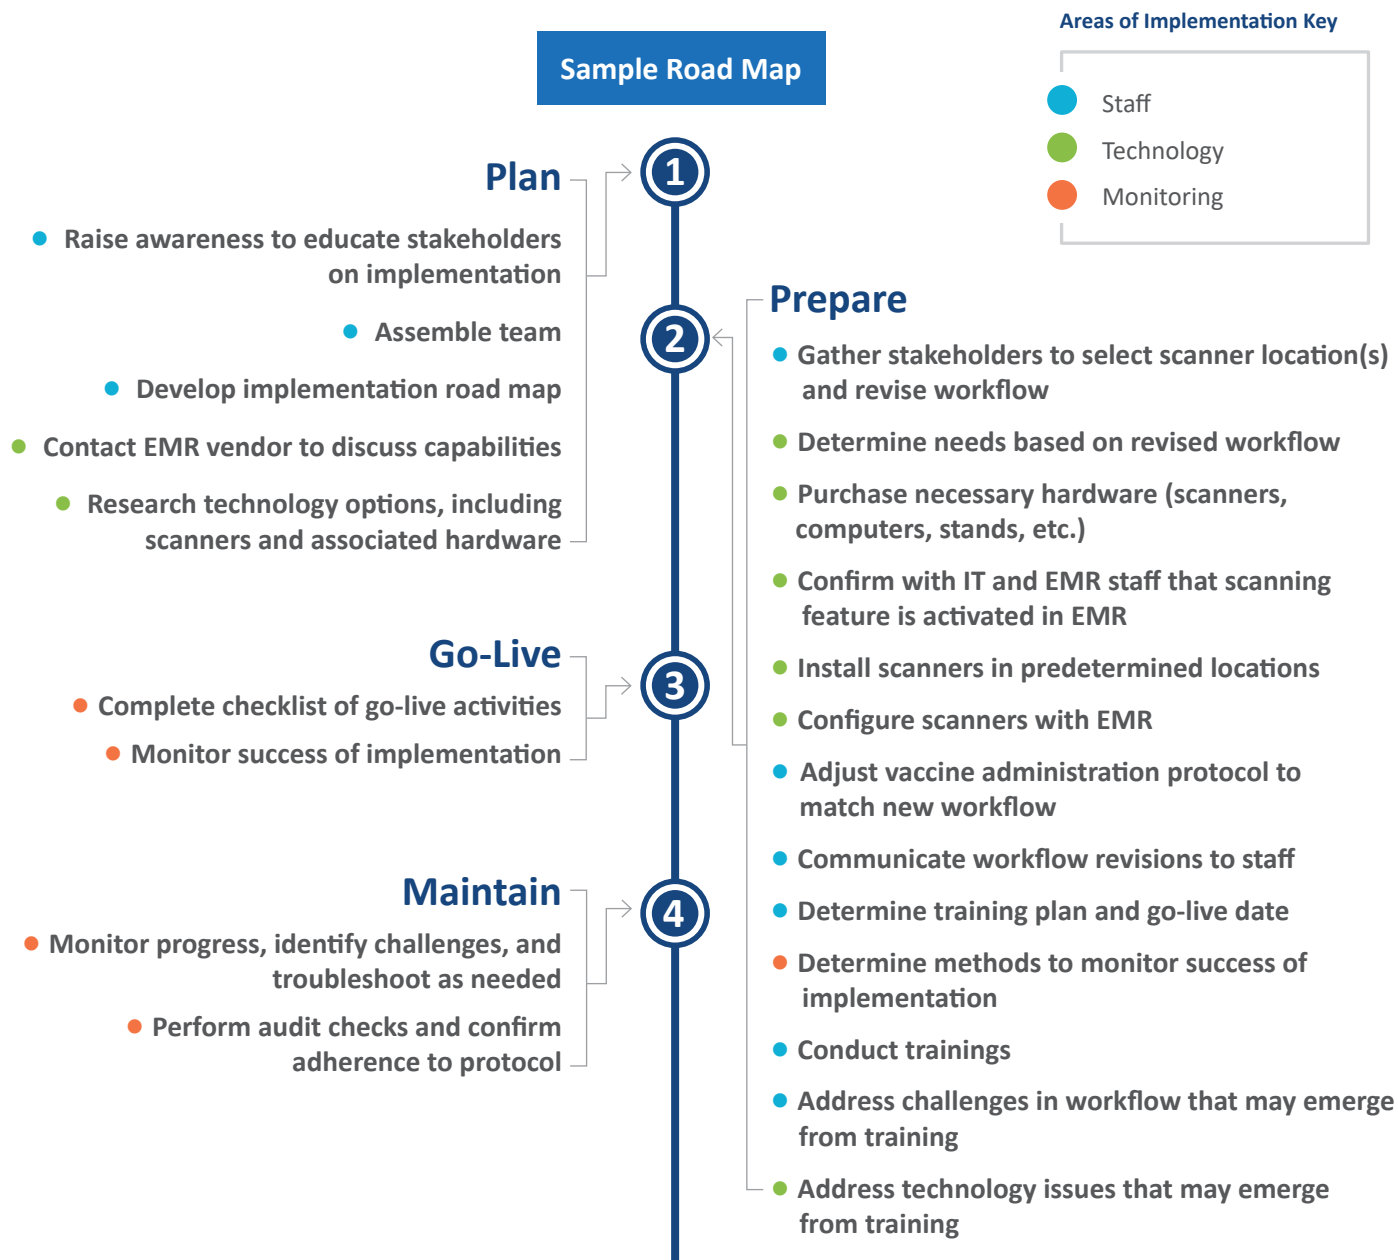 Areas of Implementation Key
Staff
Technology
Monitoring
Sample Road Map
1
Plan
Raise awareness to educate stakeholders
on implementation
Assemble team
Develop implementation road map
Contact EMR vendor to discuss capabilities
Research technology options, including
scanners and associated hardware
2
Prepare
Gather stakeholders to select scanner location(s)
and revise workflow
Determine needs based on revised workflow
Purchase necessary hardware (scanners,
computers, stands, etc.)
Confirm with IT and EMR staff that scanning
feature is activated in EMR
Install scanners in predetermined locations
Configure scanners with EMR
Adjust vaccine administration protocol to
match new workflow
Communicate workflow revisions to staff
Determine training plan and go-live date
Determine methods to monitor success of
implementation
Conduct trainings
Address challenges in workflow that may emerge
from training
Address technology issues that may emerge
from training
3
Go-Live
Complete checklist of go-live activities
Monitor success of implementation
4
Maintain
Monitor progress, identify challenges, and
troubleshoot as needed
Perform audit checks and confirm
adherence to protocol